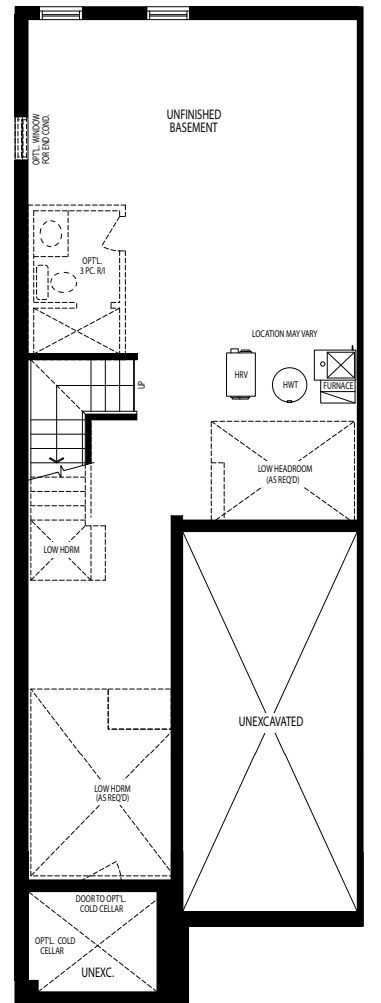 UNFINISHED
BASEMENT
OPT'L. WINDOW
FOR END COND.
OPT'L.
3 PC. R/I
LOCATION MAY VARY
HRV
HWT
FURNACE
UP
LOW HEADROOM
(AS REQ'D)
LOW HDRM
UNEXCAVATED
LOW HDRM
(AS REQ'D)
DOOR TO OPT'L.
COLD CELLAR
OPT'L. COLD
CELLAR
UNEXC.